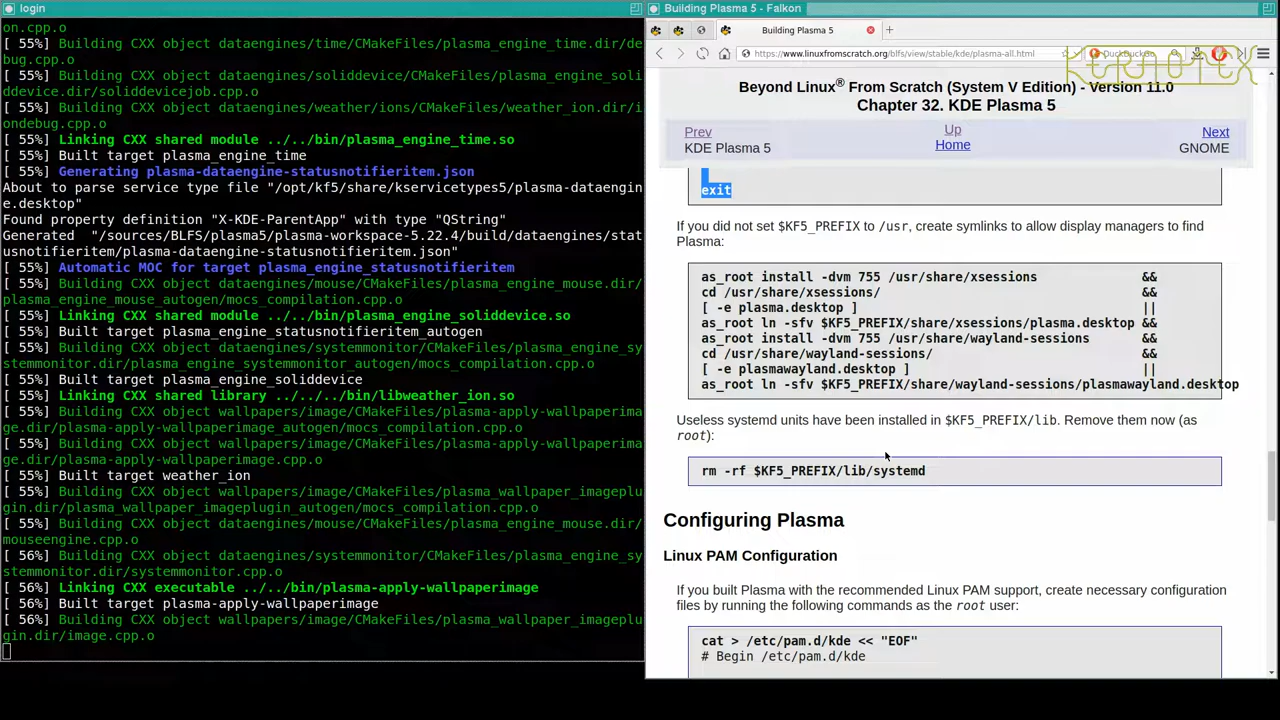 login
on.cpp.o
[ 55%] Building CXX object dataengines/time/CMakeFiles/plasma_engine_time.dir/de
bug.cpp.o
[ 55%] Building CXX object dataengines/soliddevice/CMakeFiles/plasma_engine_soli
ddevice.dir/soliddevicejob.cpp.o
[ 55%] Building CXX object dataengines/weather/ions/CMakeFiles/weather_ion.dir/i
ondebug.cpp.o
[ 55%] Linking CXX shared module ../../bin/plasma_engine_time.so
[ 55%] Built target plasma_engine_time
[ 55%] Generating plasma-dataengine-statusnotifieritem.json
About to parse service type file "/opt/kf5/share/kservicetypes5/plasma-dataengin
e.desktop"
Found property definition "X-KDE-ParentApp" with type "QString"
Generated  "/sources/BLFS/plasma5/plasma-workspace-5.22.4/build/dataengines/stat
usnotifieritem/plasma-dataengine-statusnotifieritem.json"
[ 55%] Automatic MOC for target plasma_engine_statusnotifieritem
[ 55%] Building CXX object dataengines/mouse/CMakeFiles/plasma_engine_mouse.dir/
plasma_engine_mouse_autogen/mocs_compilation.cpp.o
[ 55%] Linking CXX shared module ../../bin/plasma_engine_soliddevice.so
[ 55%] Built target plasma_engine_statusnotifieritem_autogen
[ 55%] Building CXX object dataengines/systemmonitor/CMakeFiles/plasma_engine_sy
stemmonitor.dir/plasma_engine_systemmonitor_autogen/mocs_compilation.cpp.o
[ 55%] Built target plasma_engine_soliddevice
[ 55%] Linking CXX shared library ../../../bin/libweather_ion.so
[ 55%] Building CXX object wallpapers/image/CMakeFiles/plasma-apply-wallpaperima
ge.dir/plasma-apply-wallpaperimage_autogen/mocs_compilation.cpp.o
[ 55%] Building CXX object wallpapers/image/CMakeFiles/plasma-apply-wallpaperima
ge.dir/plasma-apply-wallpaperimage.cpp.o
[ 55%] Built target weather_ion
[ 55%] Building CXX object wallpapers/image/CMakeFiles/plasma_wallpaper_imageplu
gin.dir/plasma_wallpaper_imageplugin_autogen/mocs_compilation.cpp.o
[ 55%] Building CXX object dataengines/mouse/CMakeFiles/plasma_engine_mouse.dir/
mouseengine.cpp.o
[ 56%] Building CXX object dataengines/systemmonitor/CMakeFiles/plasma_engine_sy
stemmonitor.dir/systemmonitor.cpp.o
[ 56%] Linking CXX executable ../../bin/plasma-apply-wallpaperimage
[ 56%] Built target plasma-apply-wallpaperimage
[ 56%] Building CXX object wallpapers/image/CMakeFiles/plasma_wallpaper_imageplu
gin.dir/image.cpp.o
Building Plasma 5 - Falkon
Building Plasma 5
https://www.linuxfromscratch.org/blfs/view/stable/kde/plasma-all.html
DuckDuckGo
KERNOTEX
Beyond Linux® From Scratch (System V Edition) - Version 11.0
Chapter 32. KDE Plasma 5
Prev Up Next
KDE Plasma 5 Home GNOME
exit
If you did not set $KF5_PREFIX to /usr, create symlinks to allow display managers to find
Plasma:
as_root install -dvm 755 /usr/share/xsessions &&
cd /usr/share/xsessions/ &&
[ -e plasma.desktop ] ||
as_root ln -sfv $KF5_PREFIX/share/xsessions/plasma.desktop &&
as_root install -dvm 755 /usr/share/wayland-sessions &&
cd /usr/share/wayland-sessions/ &&
[ -e plasmawayland.desktop ] ||
as_root ln -sfv $KF5_PREFIX/share/wayland-sessions/plasmawayland.desktop
Useless systemd units have been installed in $KF5_PREFIX/lib. Remove them now (as
root):
rm -rf $KF5_PREFIX/lib/systemd
Configuring Plasma
Linux PAM Configuration
If you built Plasma with the recommended Linux PAM support, create necessary configuration
files by running the following commands as the root user:
cat > /etc/pam.d/kde << "EOF"
# Begin /etc/pam.d/kde